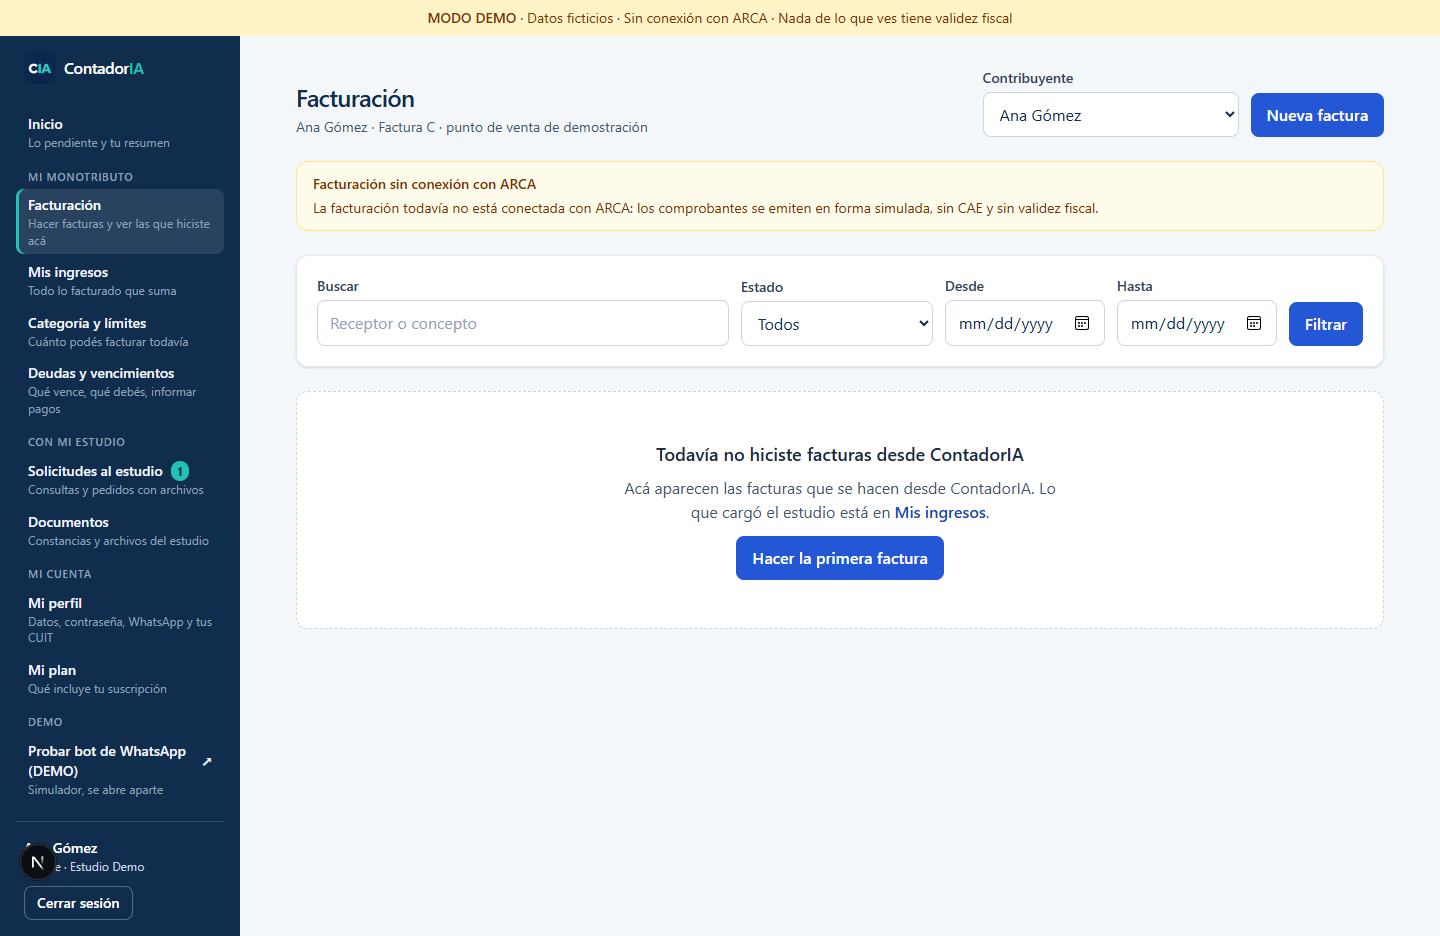 MODO DEMO · Datos ficticios · Sin conexión con ARCA · Nada de lo que ves tiene validez fiscal
CIA ContadorIA
Inicio
Lo pendiente y tu resumen
MI MONOTRIBUTO
Facturación
Hacer facturas y ver las que hiciste
acá
Mis ingresos
Todo lo facturado que suma
Categoría y límites
Cuánto podés facturar todavía
Deudas y vencimientos
Qué vence, qué debés, informar
pagos
CON MI ESTUDIO
Solicitudes al estudio 1
Consultas y pedidos con archivos
Documentos
Constancias y archivos del estudio
MI CUENTA
Mi perfil
Datos, contraseña, WhatsApp y tus
CUIT
Mi plan
Qué incluye tu suscripción
DEMO
Probar bot de WhatsApp
(DEMO) ↗
Simulador, se abre aparte
Gómez
N
· Estudio Demo
Cerrar sesión
Facturación
Ana Gómez · Factura C · punto de venta de demostración
Contribuyente
Ana Gómez
Nueva factura
Facturación sin conexión con ARCA
La facturación todavía no está conectada con ARCA: los comprobantes se emiten en forma simulada, sin CAE y sin validez fiscal.
Buscar
Receptor o concepto
Estado
Todos
Desde
mm/dd/yyyy
Hasta
mm/dd/yyyy
Filtrar
Todavía no hiciste facturas desde ContadorIA
Acá aparecen las facturas que se hacen desde ContadorIA. Lo
que cargó el estudio está en Mis ingresos.
Hacer la primera factura